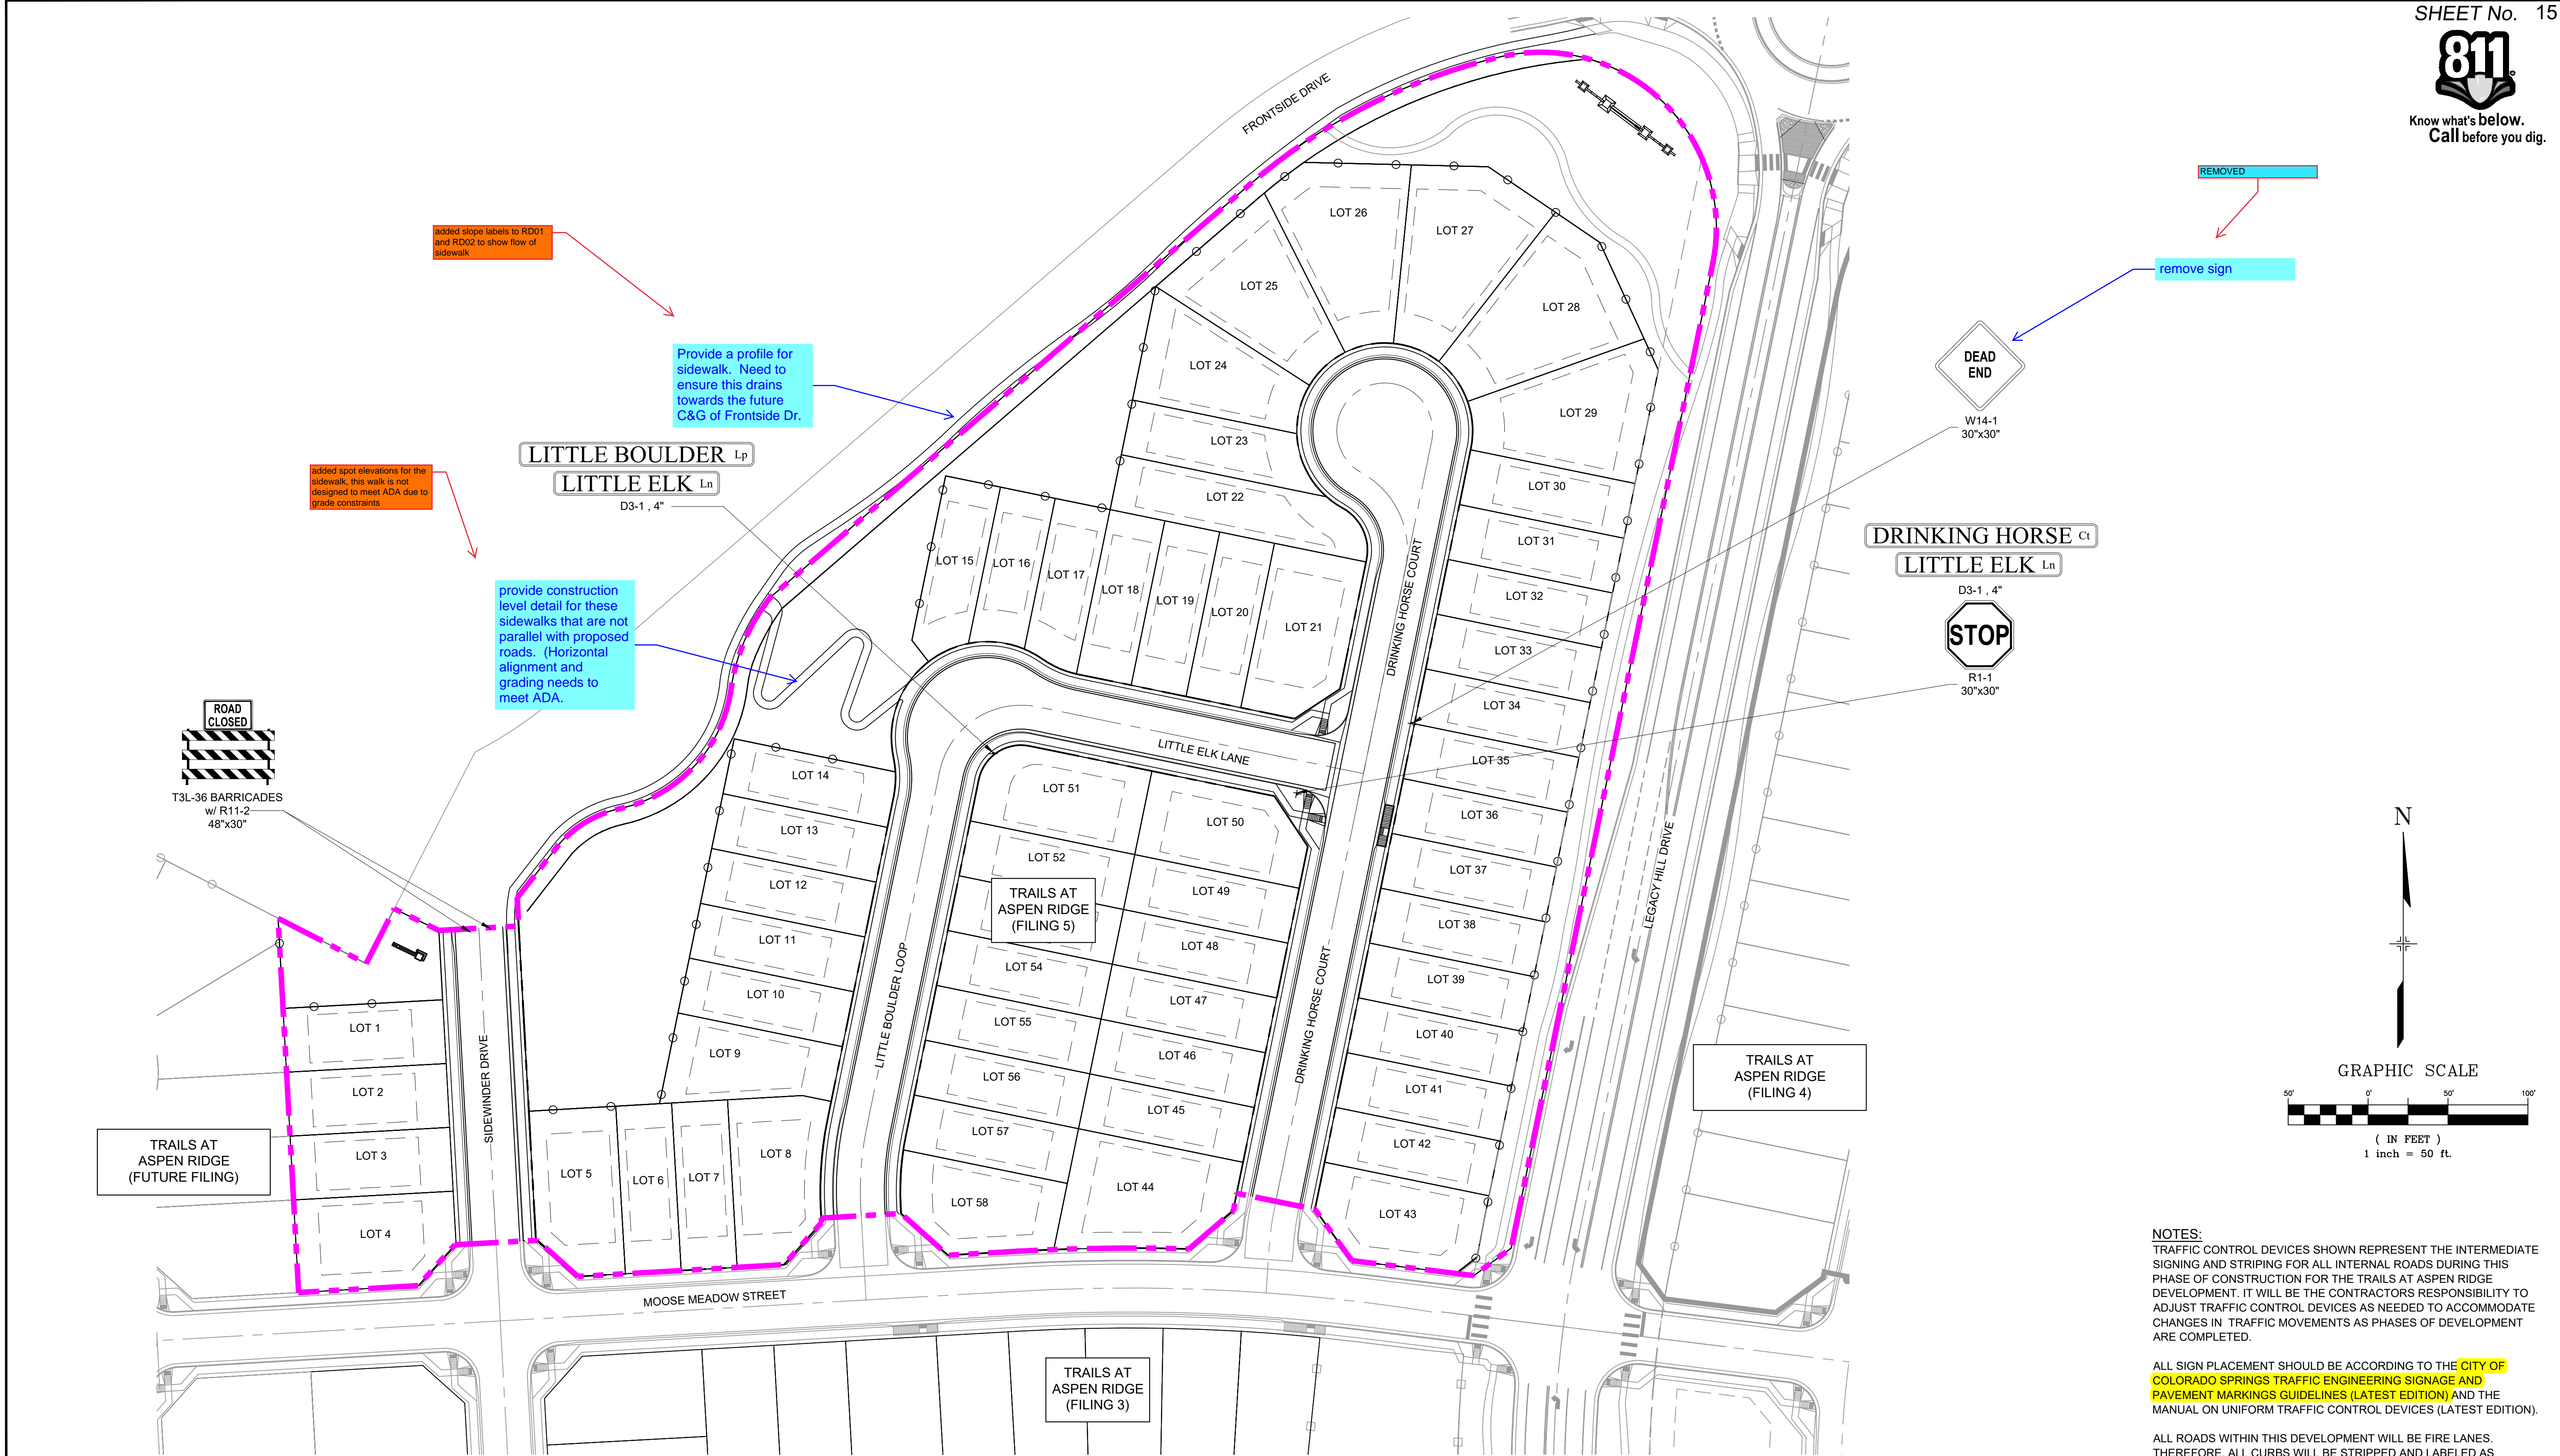 SHEET No. 15
811
Know what's below.
Call before you dig.
REMOVED
remove sign
DEAD
END
W14-1
30"x30"
FRONTSIDE DRIVE
added slope labels to RD01
and RD02 to show flow of
sidewalk
Provide a profile for
sidewalk. Need to
ensure this drains
towards the future
C&G of Frontside Dr.
LITTLE BOULDER Lp
LITTLE ELK Ln
D3-1 , 4"
added spot elevations for the
sidewalk, this walk is not
designed to meet ADA due to
grade constraints
provide construction
level detail for these
sidewalks that are not
parallel with proposed
roads. (Horizontal
alignment and
grading needs to
meet ADA.
DRINKING HORSE Ct
LITTLE ELK Ln
D3-1 , 4"
STOP
R1-1
30"x30"
ROAD
CLOSED
T3L-36 BARRICADES
w/ R11-2
48"x30"
LOT 26
LOT 27
LOT 25
LOT 28
LOT 24
LOT 29
LOT 23
LOT 22
LOT 30
LOT 31
LOT 15
LOT 16
LOT 17
LOT 18
LOT 19
LOT 20
LOT 21
LOT 32
LOT 33
LOT 34
LOT 35
LOT 36
LOT 37
LOT 38
LOT 39
LOT 40
LOT 41
LOT 42
LOT 43
DRINKING HORSE COURT
LITTLE ELK LANE
LOT 14
LOT 13
LOT 12
LOT 11
LOT 10
LOT 9
LOT 51
LOT 50
LOT 52
LOT 49
TRAILS AT
ASPEN RIDGE
(FILING 5)
LOT 48
LOT 54
LOT 47
LOT 55
LOT 46
LOT 56
LOT 45
LOT 57
LOT 44
LOT 58
LITTLE BOULDER LOOP
DRINKING HORSE COURT
LEGACY HILL DRIVE
SIDEWINDER DRIVE
LOT 1
LOT 2
LOT 3
LOT 4
LOT 5
LOT 6
LOT 7
LOT 8
TRAILS AT
ASPEN RIDGE
(FUTURE FILING)
TRAILS AT
ASPEN RIDGE
(FILING 4)
MOOSE MEADOW STREET
TRAILS AT
ASPEN RIDGE
(FILING 3)
N
GRAPHIC SCALE
50' 0' 50' 100'
( IN FEET )
1 inch = 50 ft.
NOTES:
TRAFFIC CONTROL DEVICES SHOWN REPRESENT THE INTERMEDIATE
SIGNING AND STRIPING FOR ALL INTERNAL ROADS DURING THIS
PHASE OF CONSTRUCTION FOR THE TRAILS AT ASPEN RIDGE
DEVELOPMENT. IT WILL BE THE CONTRACTORS RESPONSIBILITY TO
ADJUST TRAFFIC CONTROL DEVICES AS NEEDED TO ACCOMMODATE
CHANGES IN TRAFFIC MOVEMENTS AS PHASES OF DEVELOPMENT
ARE COMPLETED.
ALL SIGN PLACEMENT SHOULD BE ACCORDING TO THE CITY OF
COLORADO SPRINGS TRAFFIC ENGINEERING SIGNAGE AND
PAVEMENT MARKINGS GUIDELINES (LATEST EDITION) AND THE
MANUAL ON UNIFORM TRAFFIC CONTROL DEVICES (LATEST EDITION).
ALL ROADS WITHIN THIS DEVELOPMENT WILL BE FIRE LANES.
THEREFORE, ALL CURBS WILL BE STRIPPED AND LABELED AS